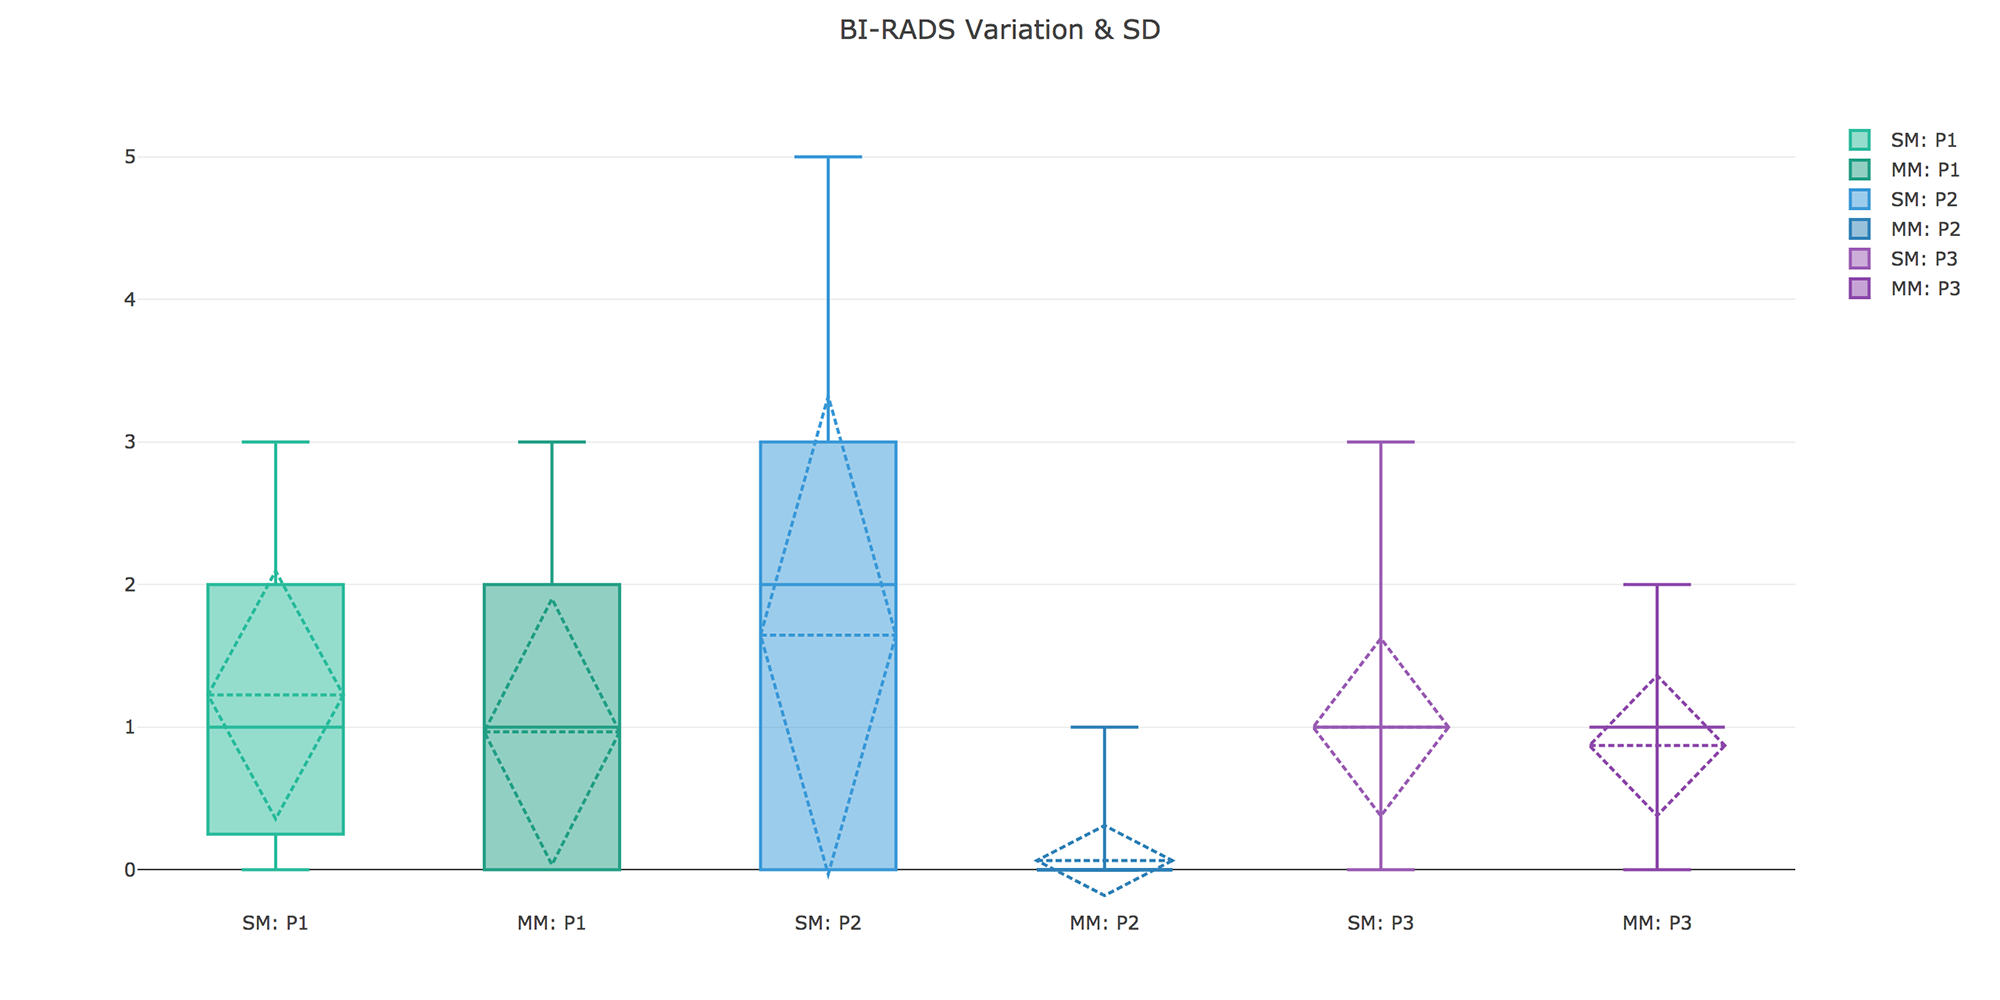 BI-RADS Variation & SD
5
4
3
2
1
0
SM: P1
MM: P1
SM: P2
MM: P2
SM: P3
MM: P3
SM: P1
MM: P1
SM: P2
MM: P2
SM: P3
MM: P3